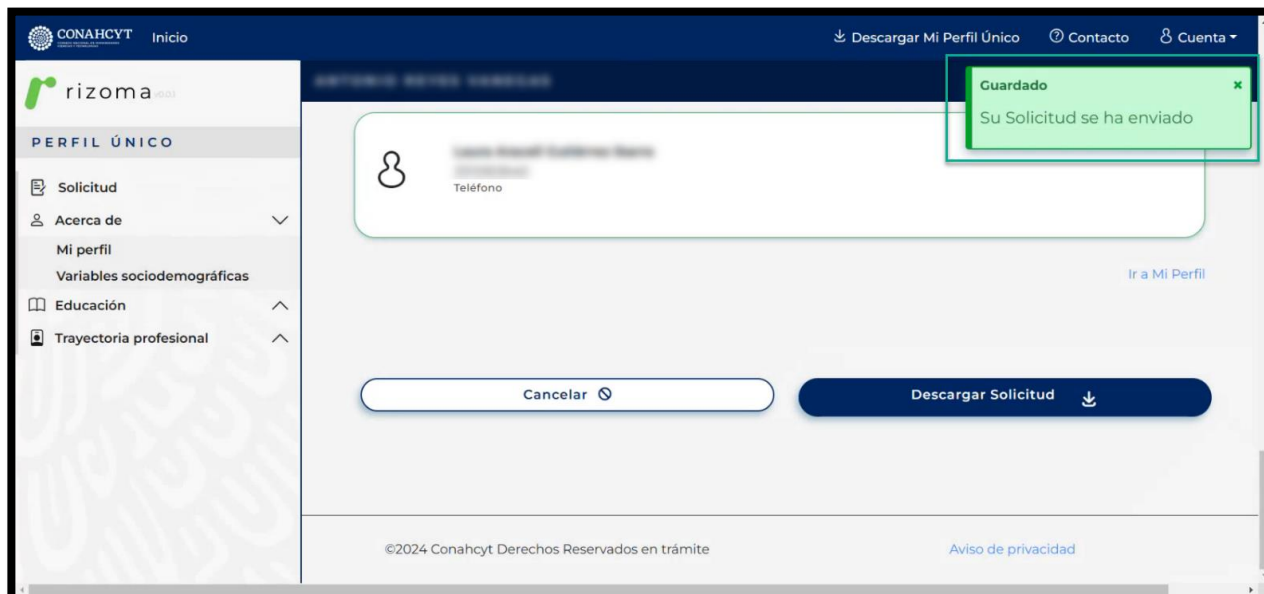 CONAHCYT Inicio Descargar Mi Perfil Único Contacto Cuenta
rizoma
Guardado
Su Solicitud se ha enviado
PERFIL ÚNICO
Solicitud
Acerca de
Mi perfil
Variables sociodemográficas
Educación
Trayectoria profesional
Teléfono
Ir a Mi Perfil
Cancelar
Descargar Solicitud
©2024 Conahcyt Derechos Reservados en trámite
Aviso de privacidad